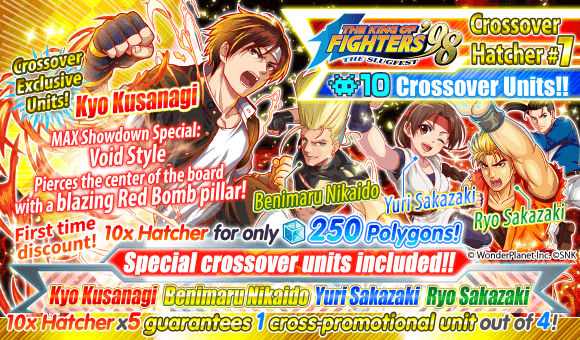 THE KING OF
FIGHTERS '98
THE SLUGFEST
Crossover
Hatcher #1
10 Crossover Units!!
Crossover
Exclusive
Units!
Kyo Kusanagi
MAX Showdown Special:
Void Style
Pierces the center of the board
with a blazing Red Bomb pillar!
Benimaru Nikaido
Yuri Sakazaki
Ryo Sakazaki
First time
discount!
10x Hatcher for only 250 Polygons!
© WonderPlanet Inc. ©SNK
Special crossover units included!!
Kyo Kusanagi Benimaru Nikaido Yuri Sakazaki Ryo Sakazaki
10x Hatcher x5 guarantees 1 cross-promotional unit out of 4!